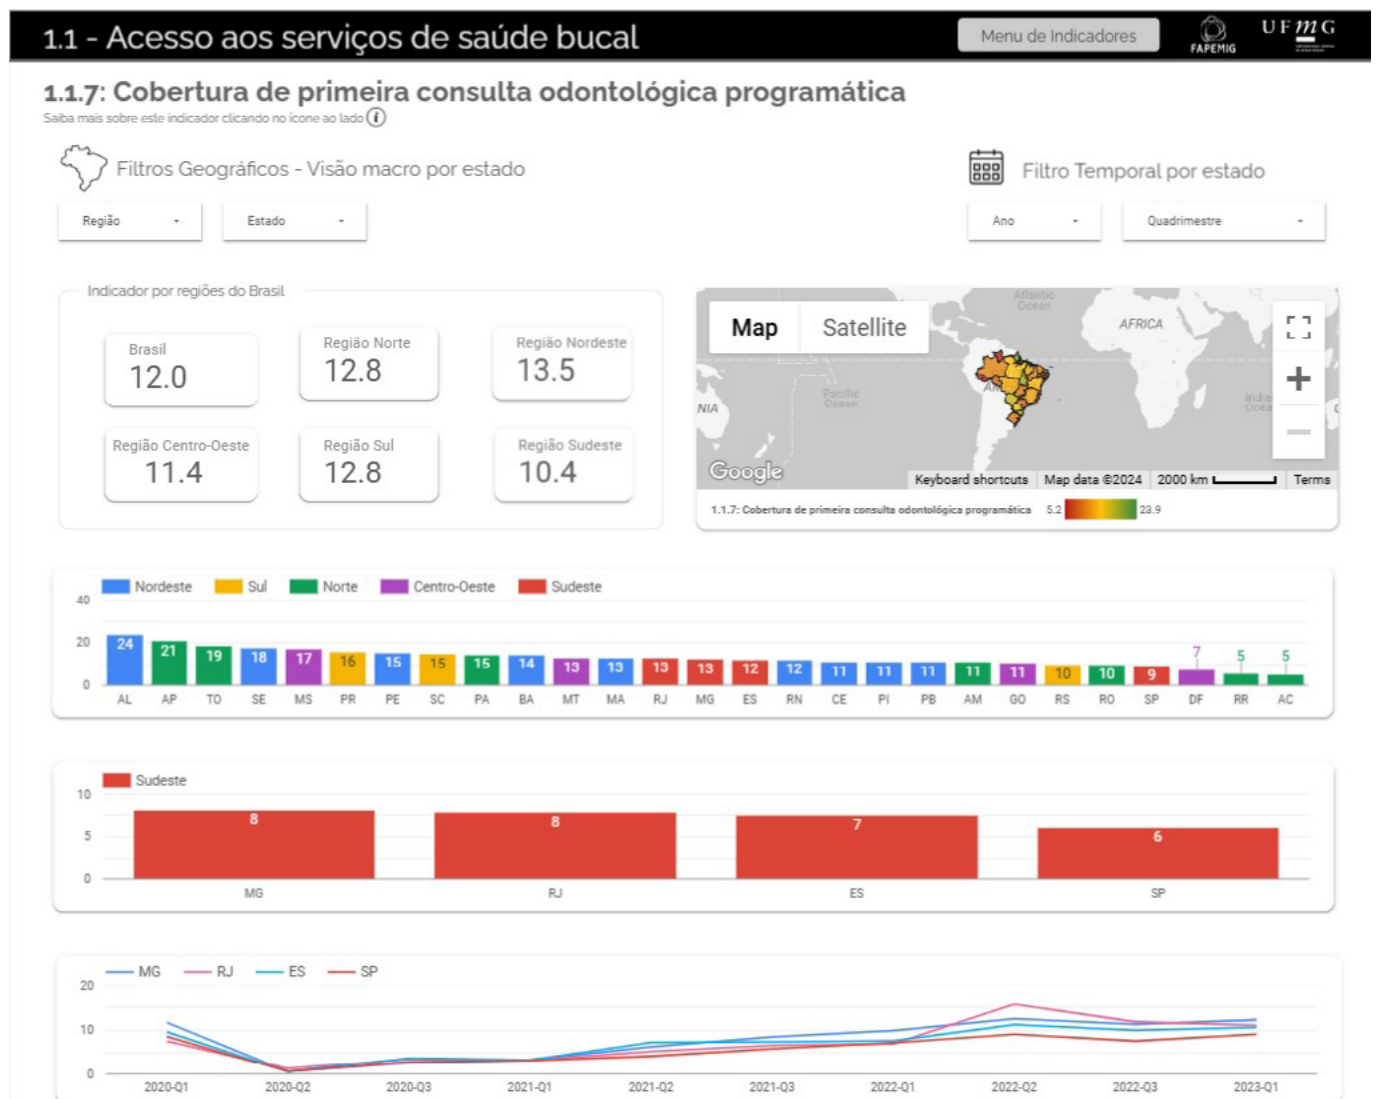 1.1 - Acesso aos serviços de saúde bucal
Menu de Indicadores
FAPEMIG
UFMG
1.1.7: Cobertura de primeira consulta odontológica programática
Saiba mais sobre este indicador clicando no ícone ao lado i
Filtros Geográficos - Visão macro por estado
Filtro Temporal por estado
Região
Estado
Ano
Quadrimestre
Indicador por regiões do Brasil
Brasil
12.0
Região Norte
12.8
Região Nordeste
13.5
Região Centro-Oeste
11.4
Região Sul
12.8
Região Sudeste
10.4
Map
Satellite
Atlantic
Ocean
AFRICA
Pacific
Ocean
NIA
Google
Keyboard shortcuts
Map data ©2024
2000 km
Terms
1.1.7: Cobertura de primeira consulta odontológica programática 5.2 23.9
Nordeste Sul Norte Centro-Oeste Sudeste
40
20
0
24 21 19 18 17 16 15 15 15 14 13 13 13 13 12 12 11 11 11 11 11 10 10 9 7 5 5
AL AP TO SE MS PR PE SC PA BA MT MA RJ MG ES RN CE PI PB AM GO RS RO SP DF RR AC
Sudeste
10
5
0
8 8 7 6
MG RJ ES SP
MG RJ ES SP
20
10
0
2020-Q1 2020-Q2 2020-Q3 2021-Q1 2021-Q2 2021-Q3 2022-Q1 2022-Q2 2022-Q3 2023-Q1